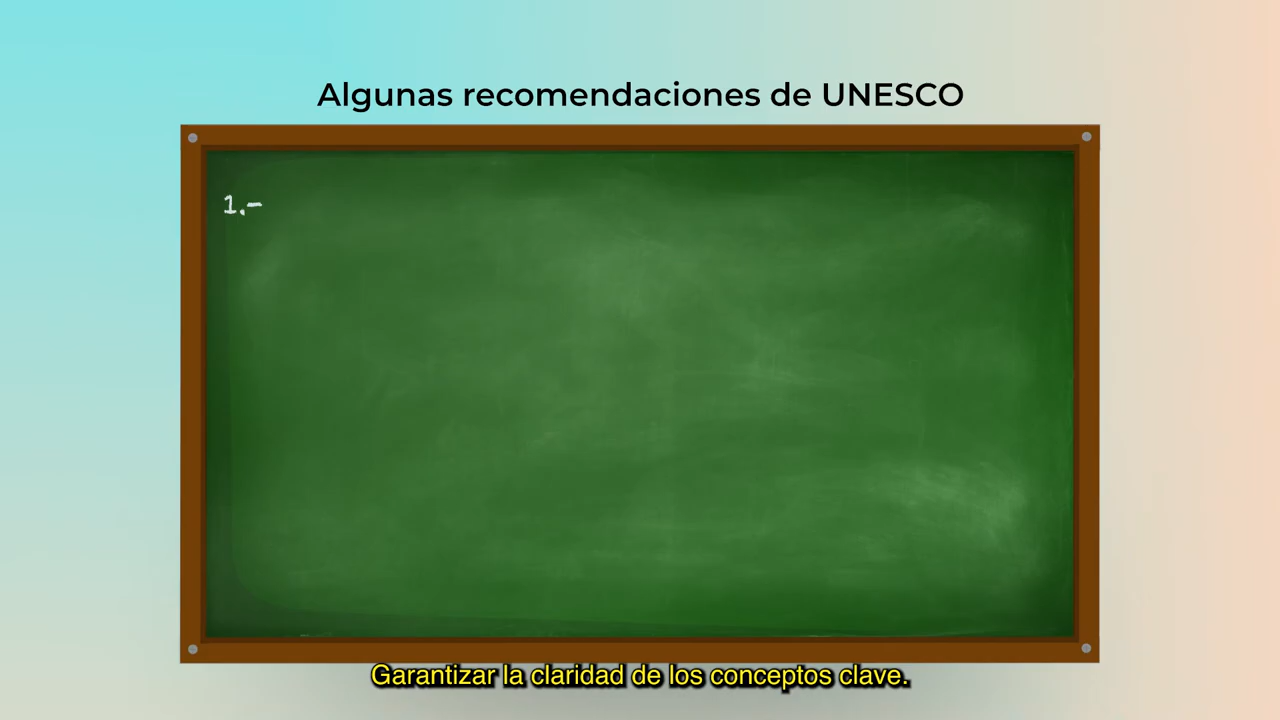 Algunas recomendaciones de UNESCO
1.-
Garantizar la claridad de los conceptos clave.